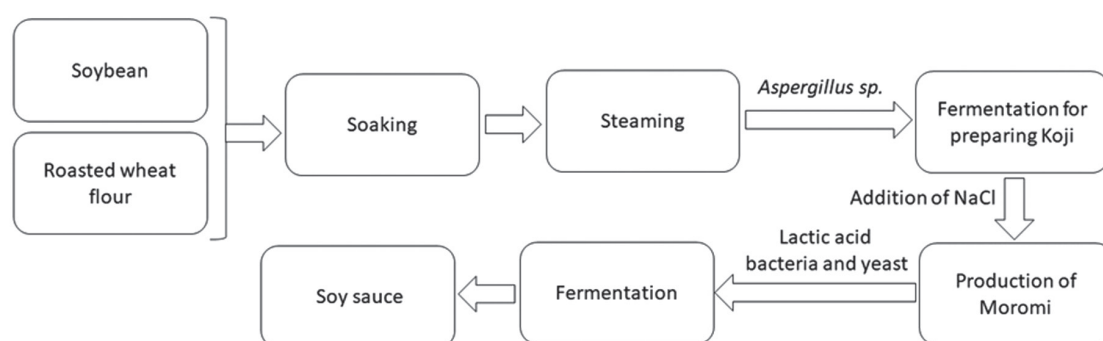 Soybean
Roasted wheat
flour
Soaking
Steaming
Aspergillus sp.
Fermentation for
preparing Koji
Addition of NaCl
Production of
Moromi
Lactic acid
bacteria and yeast
Fermentation
Soy sauce